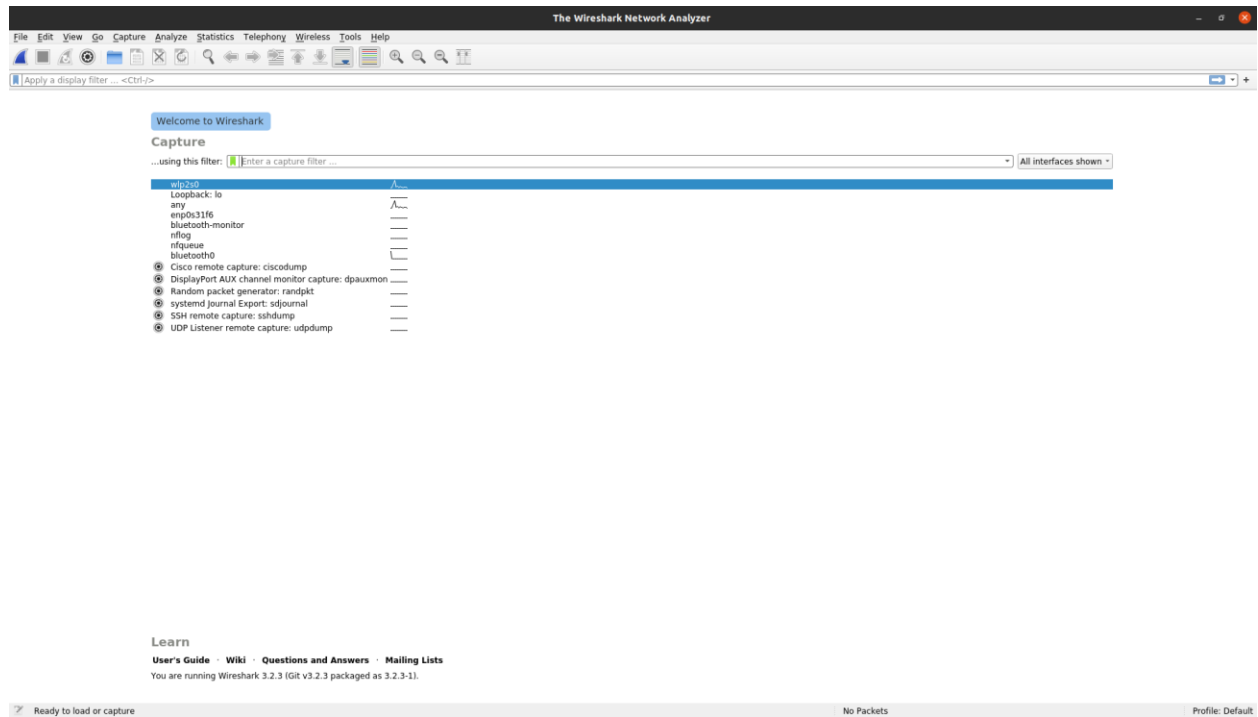 The Wireshark Network Analyzer
File Edit View Go Capture Analyze Statistics Telephony Wireless Tools Help
Apply a display filter ... <Ctrl-/>
Welcome to Wireshark
Capture
...using this filter: Enter a capture filter ... All interfaces shown
wlp2s0
Loopback: lo
any
enp0s31f6
bluetooth-monitor
nflog
nfqueue
bluetooth0
Cisco remote capture: ciscodump
DisplayPort AUX channel monitor capture: dpauxmon
Random packet generator: randpkt
systemd Journal Export: sdjournal
SSH remote capture: sshdump
UDP Listener remote capture: udpdump
Learn
User's Guide · Wiki · Questions and Answers · Mailing Lists
You are running Wireshark 3.2.3 (Git v3.2.3 packaged as 3.2.3-1).
Ready to load or capture No Packets Profile: Default